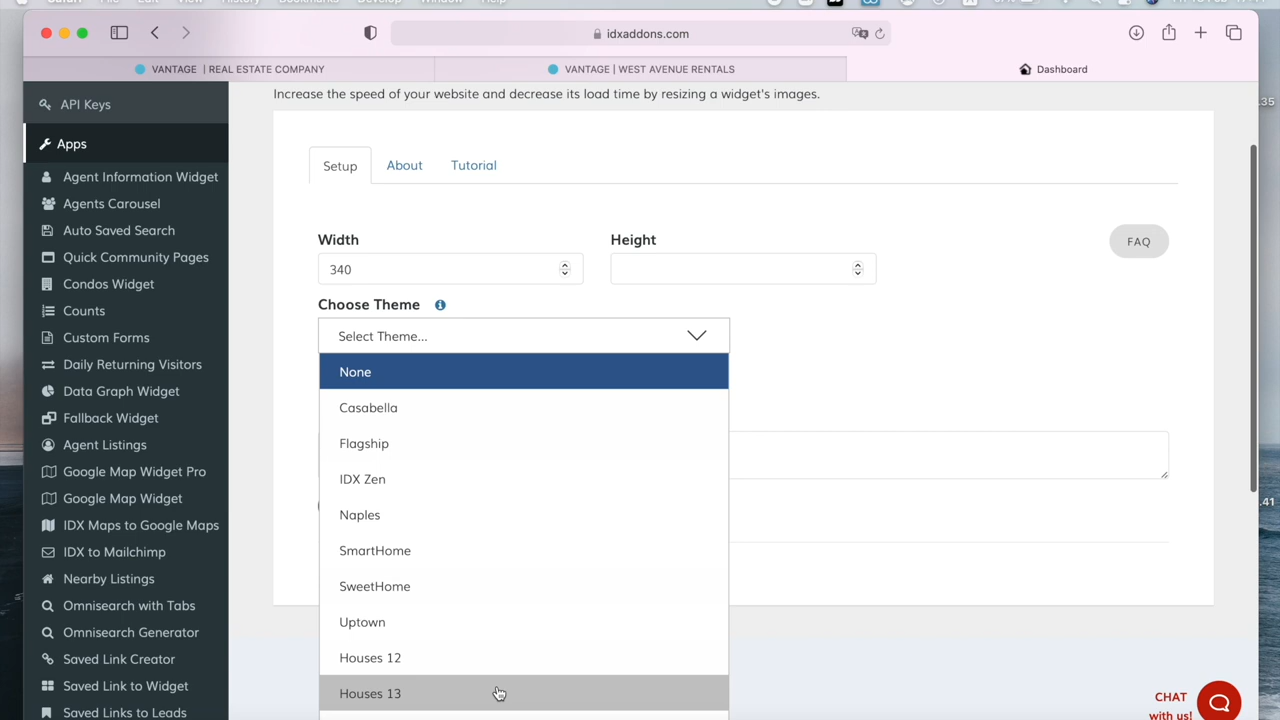 idxaddons.com
VANTAGE | REAL ESTATE COMPANY
VANTAGE | WEST AVENUE RENTALS
Dashboard
Increase the speed of your website and decrease its load time by resizing a widget's images.
API Keys
Apps
Agent Information Widget
Agents Carousel
Auto Saved Search
Quick Community Pages
Condos Widget
Counts
Custom Forms
Daily Returning Visitors
Data Graph Widget
Fallback Widget
Agent Listings
Google Map Widget Pro
Google Map Widget
IDX Maps to Google Maps
IDX to Mailchimp
Nearby Listings
Omnisearch with Tabs
Omnisearch Generator
Saved Link Creator
Saved Link to Widget
Saved Links to Leads
Setup
About
Tutorial
Width
Height
FAQ
340
Choose Theme
Select Theme...
None
Casabella
Flagship
IDX Zen
Naples
SmartHome
SweetHome
Uptown
Houses 12
Houses 13
CHAT
with us!
.35
.41